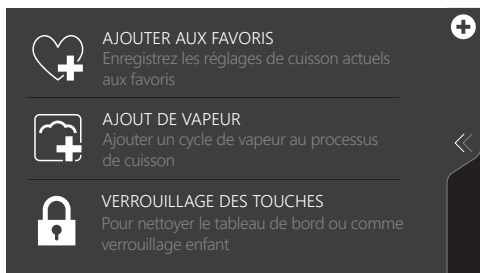 AJOUTER AUX FAVORIS
Enregistrez les réglages de cuisson actuels
aux favoris
AJOUT DE VAPEUR
Ajouter un cycle de vapeur au processus
de cuisson
VERROUILLAGE DES TOUCHES
Pour nettoyer le tableau de bord ou comme
verrouillage enfant